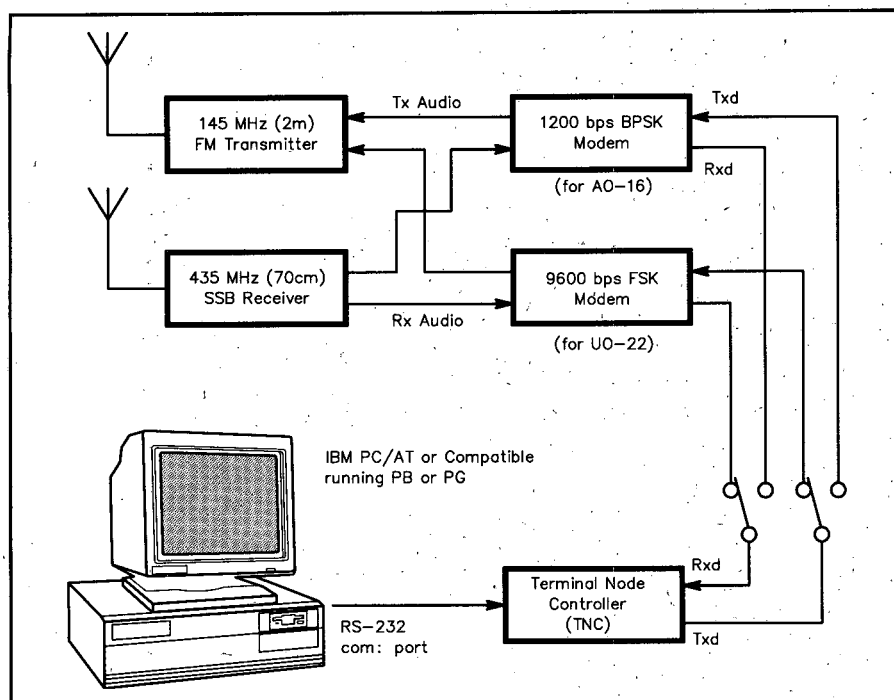 145 MHz (2m)
FM Transmitter
Tx Audio
1200 bps BPSK
Modem
(for AO-16)
Txd
Rxd
435 MHz (70cm)
SSB Receiver
Rx Audio
9600 bps FSK
Modem
(for UO-22)
IBM PC/AT or Compatible
running PB or PG
RS-232
com: port
Terminal Node
Controller
(TNC)
Rxd
Txd